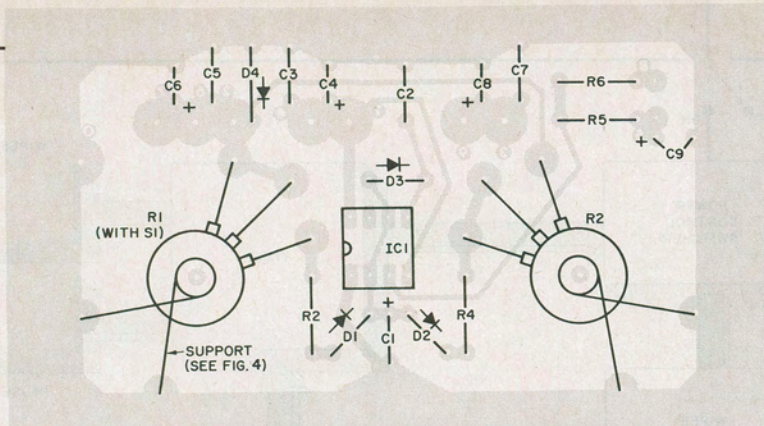 C6
C5
D4
C3
C4
C2
C8
C7
R6
R5
C9
D3
R1
(WITH S1)
R2
IC1
R2
D1
C1
D2
R4
SUPPORT
(SEE FIG. 4)